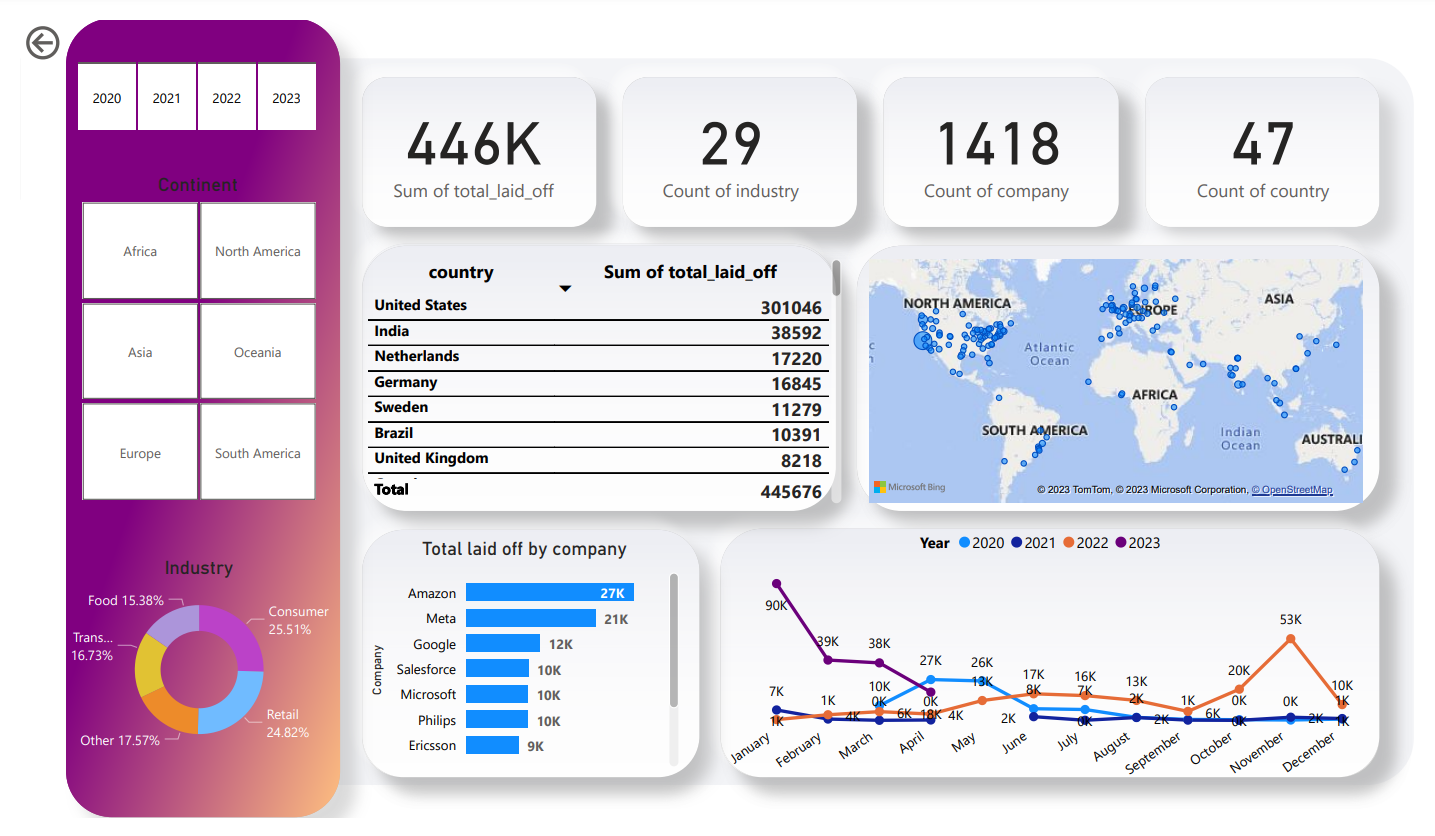 2020 2021 2022 2023
Continent
Africa North America
Asia Oceania
Europe South America
Industry
Food 15.38%
Consumer
25.51%
Trans...
16.73%
Retail
24.82%
Other 17.57%
446K
Sum of total_laid_off
29
Count of industry
1418
Count of company
47
Count of country
country Sum of total_laid_off
United States 301046
India 38592
Netherlands 17220
Germany 16845
Sweden 11279
Brazil 10391
United Kingdom 8218
Total 445676
NORTH AMERICA
EUROPE
ASIA
Atlantic
Ocean
AFRICA
SOUTH AMERICA
Indian
Ocean
AUSTRALI
Microsoft Bing
© 2023 TomTom, © 2023 Microsoft Corporation, © OpenStreetMap
Total laid off by company
Company
Amazon 27K
Meta 21K
Google 12K
Salesforce 10K
Microsoft 10K
Philips 10K
Ericsson 9K
Year 2020 2021 2022 2023
90K
53K
39K 38K
27K 26K
20K
17K 16K
13K 13K
10K 10K
8K 7K
7K
1K 0K 0K 2K 1K 0K 0K 1K
4K 6K 18K 4K 2K 2K 6K 2K
1K 0K 0K 0K 1K
January February March April May June July August September October November December